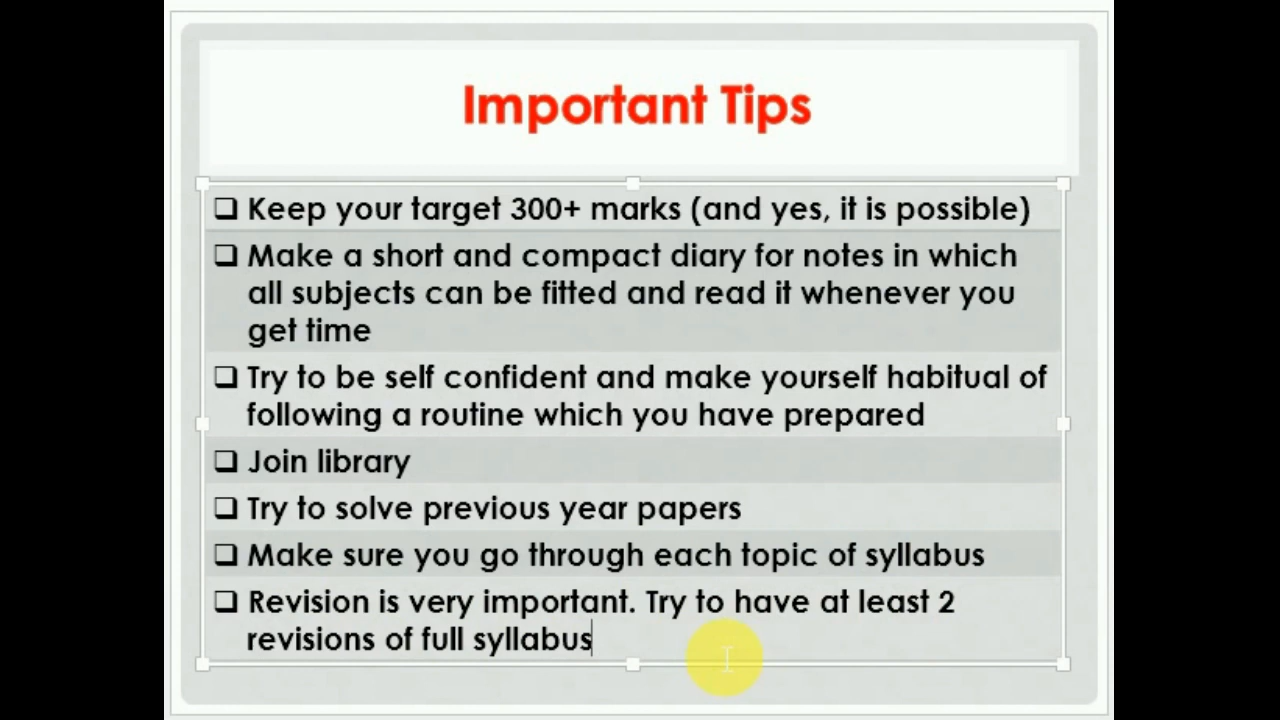 Important Tips
❑ Keep your target 300+ marks (and yes, it is possible)
❑ Make a short and compact diary for notes in which
all subjects can be fitted and read it whenever you
get time
❑ Try to be self confident and make yourself habitual of
following a routine which you have prepared
❑ Join library
❑ Try to solve previous year papers
❑ Make sure you go through each topic of syllabus
❑ Revision is very important. Try to have at least 2
revisions of full syllabus